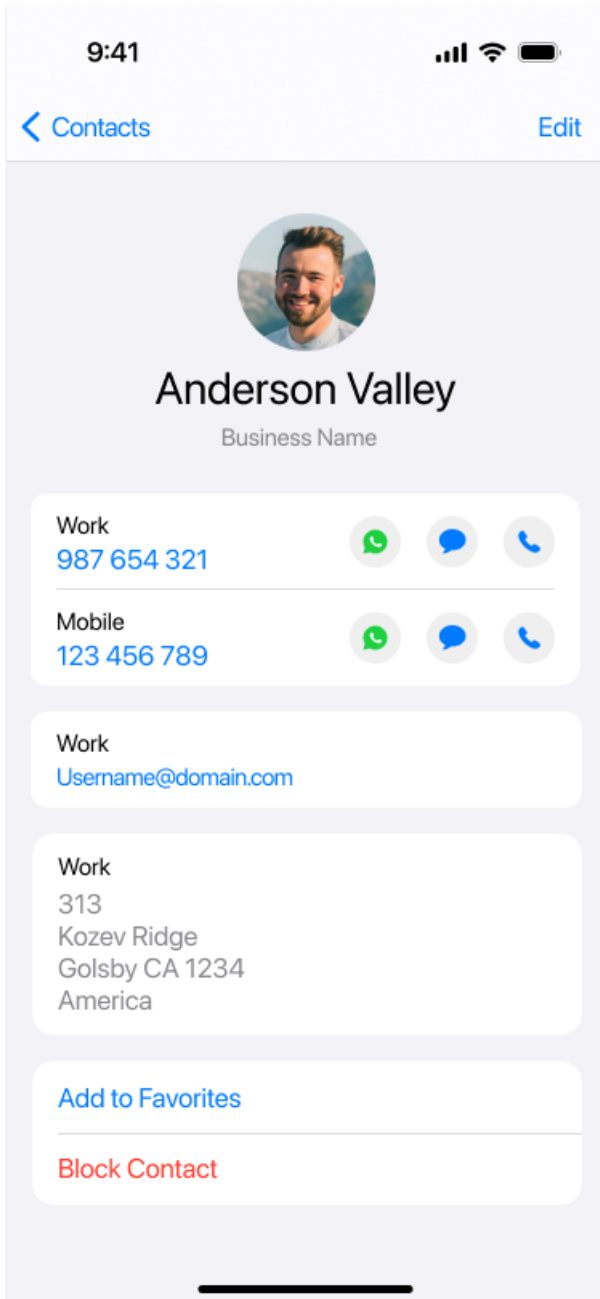 9:41
Contacts
Edit
Anderson Valley
Business Name
Work
987 654 321
Mobile
123 456 789
Work
Username@domain.com
Work
313
Kozev Ridge
Golsby CA 1234
America
Add to Favorites
Block Contact